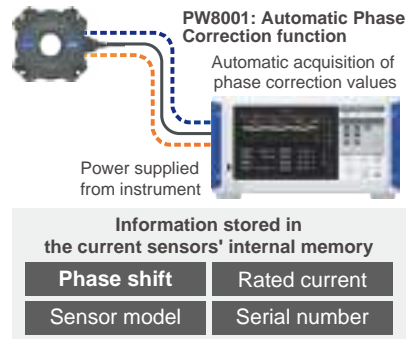 PW8001: Automatic Phase
Correction function
Automatic acquisition of
phase correction values
Power supplied
from instrument
Information stored in
the current sensors' internal memory
Phase shift
Rated current
Sensor model
Serial number